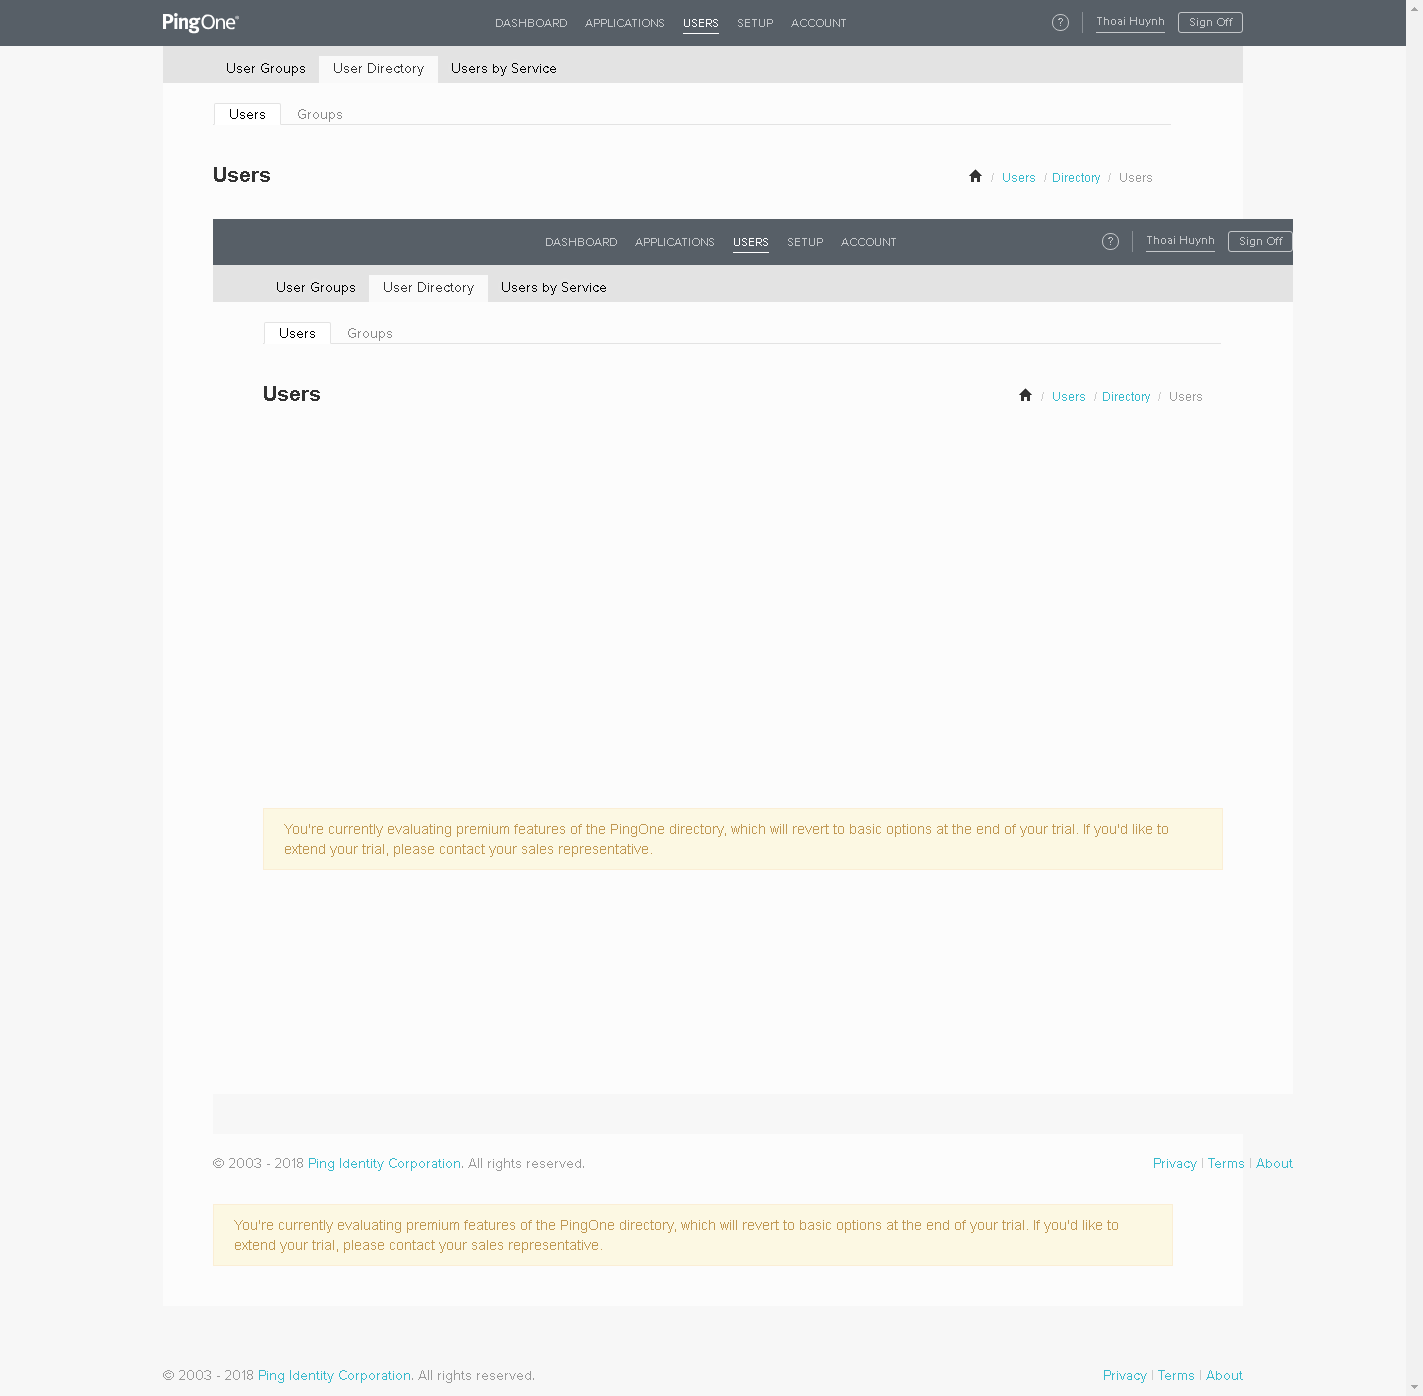 PingOne® DASHBOARD APPLICATIONS USERS SETUP ACCOUNT ? Thoai Huynh Sign Off
User Groups User Directory Users by Service
Users Groups
Users / Users / Directory / Users
DASHBOARD APPLICATIONS USERS SETUP ACCOUNT ? Thoai Huynh Sign Off
User Groups User Directory Users by Service
Users Groups
Users / Users / Directory / Users
You're currently evaluating premium features of the PingOne directory, which will revert to basic options at the end of your trial. If you'd like to
extend your trial, please contact your sales representative.
© 2003 - 2018 Ping Identity Corporation. All rights reserved. Privacy | Terms | About
You're currently evaluating premium features of the PingOne directory, which will revert to basic options at the end of your trial. If you'd like to
extend your trial, please contact your sales representative.
© 2003 - 2018 Ping Identity Corporation. All rights reserved. Privacy | Terms | About